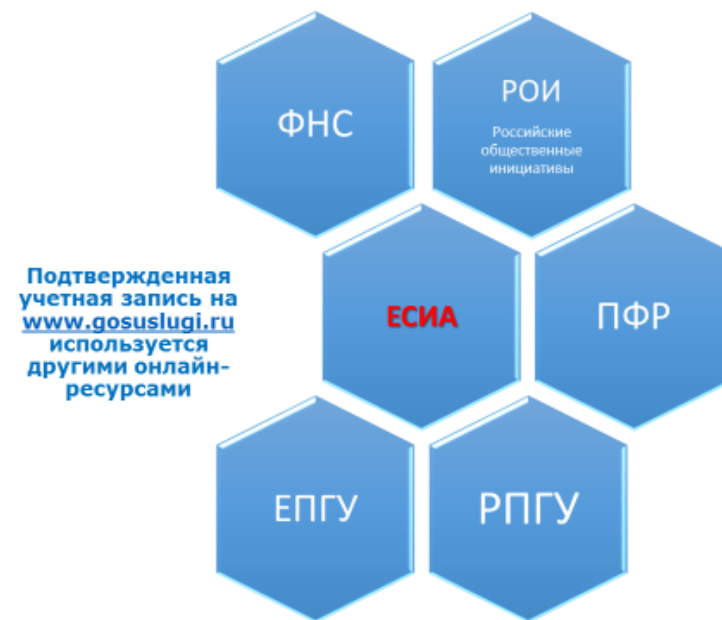 ФНС
РОИ
Российские
общественные
инициативы
Подтвержденная
учетная запись на
www.gosuslugi.ru
используется
другими онлайн-
ресурсами
ЕСИА
ПФР
ЕПГУ
РПГУ